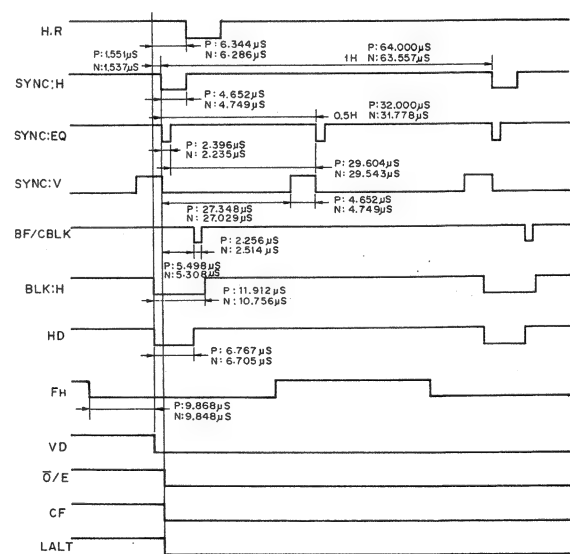 H.R
P: 6.344μS
N: 6.286μS
P: 1.551μS
N: 1.537μS
1H
P: 64.000μS
N: 63.557μS
SYNC:H
P: 4.652μS
N: 4.749μS
0.5H
P: 32.000μS
N: 31.778μS
SYNC:EQ
P: 2.396μS
N: 2.235μS
P: 29.604μS
N: 29.543μS
SYNC:V
P: 27.348μS
N: 27.029μS
P: 4.652μS
N: 4.749μS
BF/CBLK
P: 2.256μS
N: 2.514μS
P: 5.498μS
N: 5.308μS
BLK:H
P: 11.912μS
N: 10.756μS
HD
P: 6.767μS
N: 6.705μS
FH
P: 9.868μS
N: 9.848μS
VD
O̅/E
CF
LALT